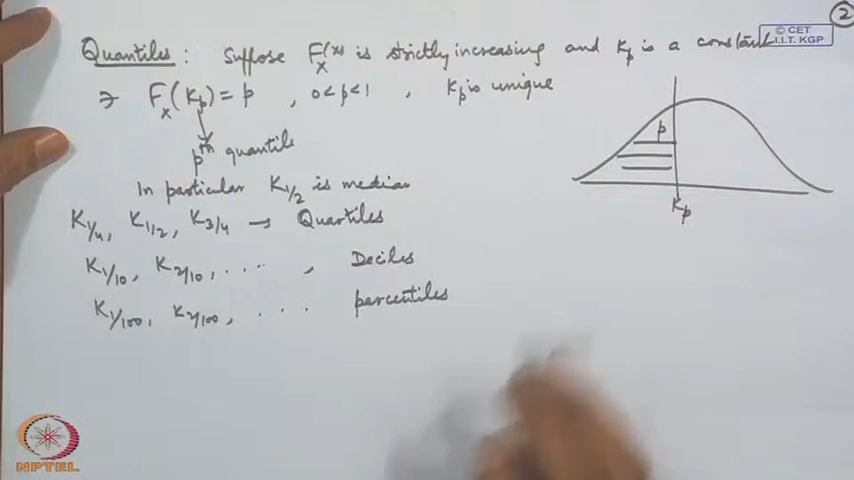 2
© CET
I.I.T. KGP
Quantiles : Suppose F_X(x) is strictly increasing and K_p is a constant
∋ F_X(K_p) = p , 0<p<1 , K_p is unique
p^th quantile
In particular K_1/2 is median
K_1/4, K_1/2, K_3/4 → Quartiles
K_1/10, K_2/10, .... , Deciles
K_1/100, K_2/100, .... percentiles
p
K_p
NPTEL